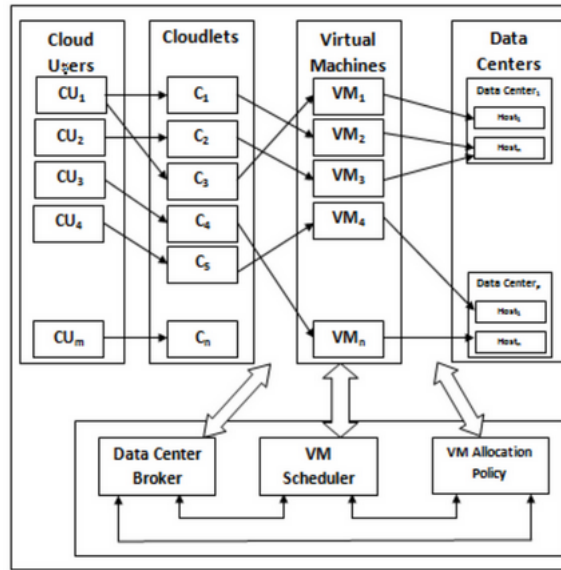 Cloud
Users
CU₁
CU₂
CU₃
CU₄
CUₘ
Cloudlets
C₁
C₂
C₃
C₄
C₅
Cₙ
Virtual
Machines
VM₁
VM₂
VM₃
VM₄
VMₙ
Data
Centers
Data Center₁
Host₁
Hostₙ
Data Center
Host₁
Hostₙ
Data Center
Broker
VM
Scheduler
VM Allocation
Policy